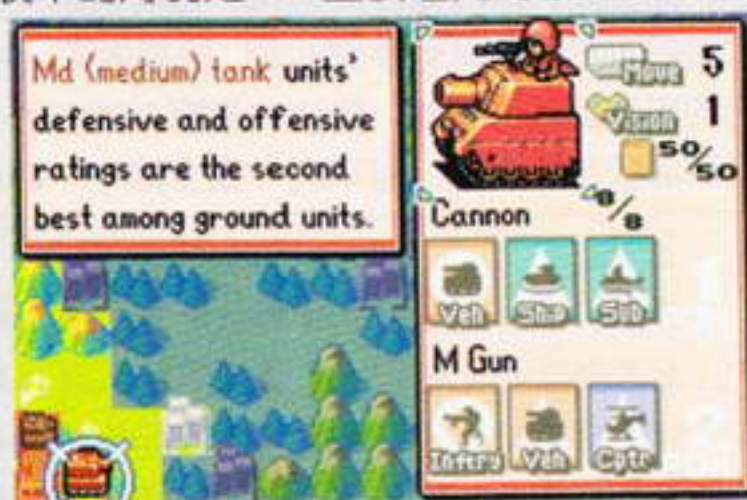 Md (medium) tank units'
defensive and offensive
ratings are the second
best among ground units.
Move 5
Vision 1
50/50
8/8
Cannon
Veh Ship Sub
M Gun
Inftry Veh Cptr